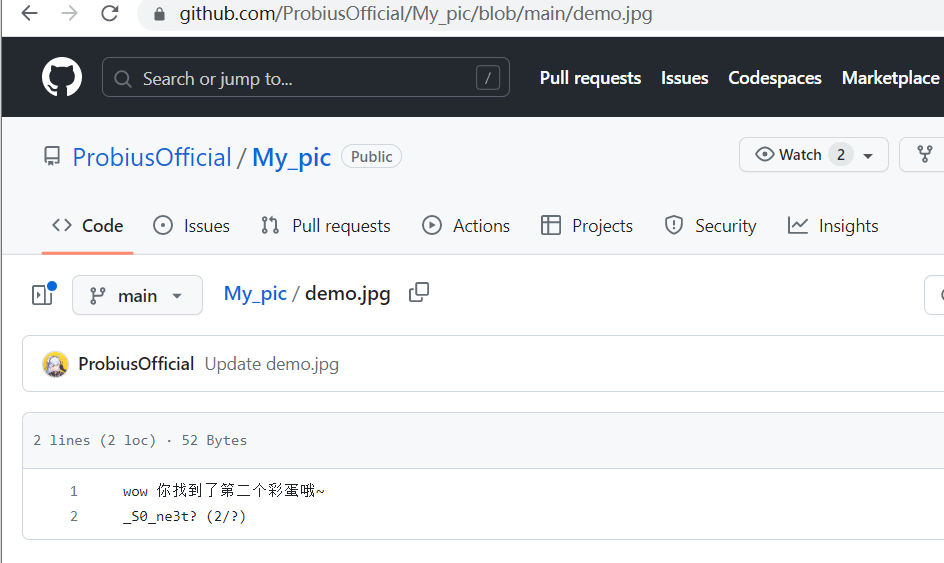 github.com/ProbiusOfficial/My_pic/blob/main/demo.jpg
Search or jump to... /
Pull requests Issues Codespaces Marketplace
ProbiusOfficial / My_pic Public
Watch 2
Code Issues Pull requests Actions Projects Security Insights
main My_pic / demo.jpg
ProbiusOfficial Update demo.jpg
2 lines (2 loc) · 52 Bytes
1 wow 你找到了第二个彩蛋哦~
2 _S0_ne3t? (2/?)